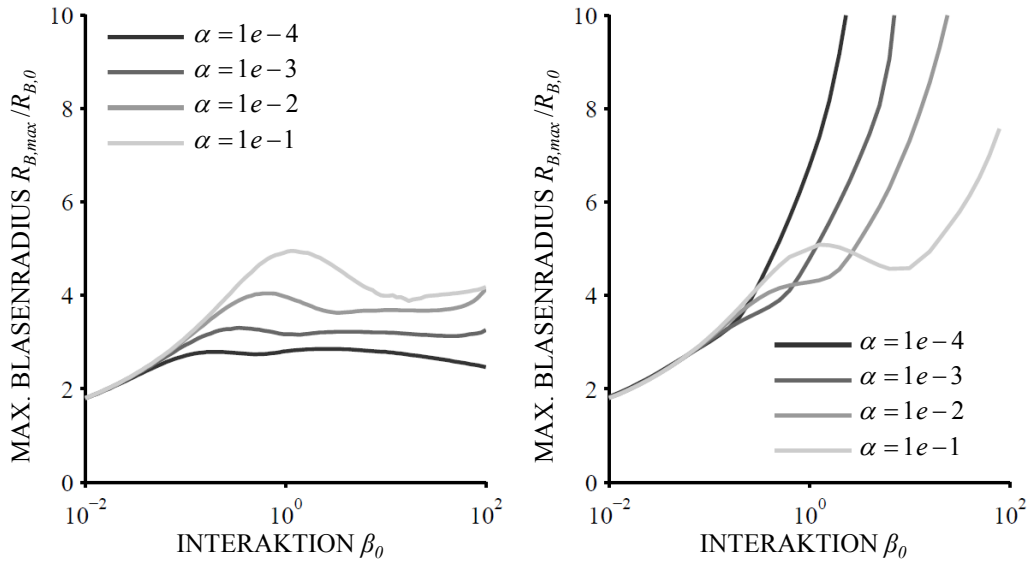 10
8
6
4
2
0
MAX. BLASENRADIUS R_{B,max}/R_{B,0}
α = 1e−4
α = 1e−3
α = 1e−2
α = 1e−1
10^{−2}
10^{0}
10^{2}
INTERAKTION β_0
10
8
6
4
2
0
MAX. BLASENRADIUS R_{B,max}/R_{B,0}
α = 1e−4
α = 1e−3
α = 1e−2
α = 1e−1
10^{−2}
10^{0}
10^{2}
INTERAKTION β_0